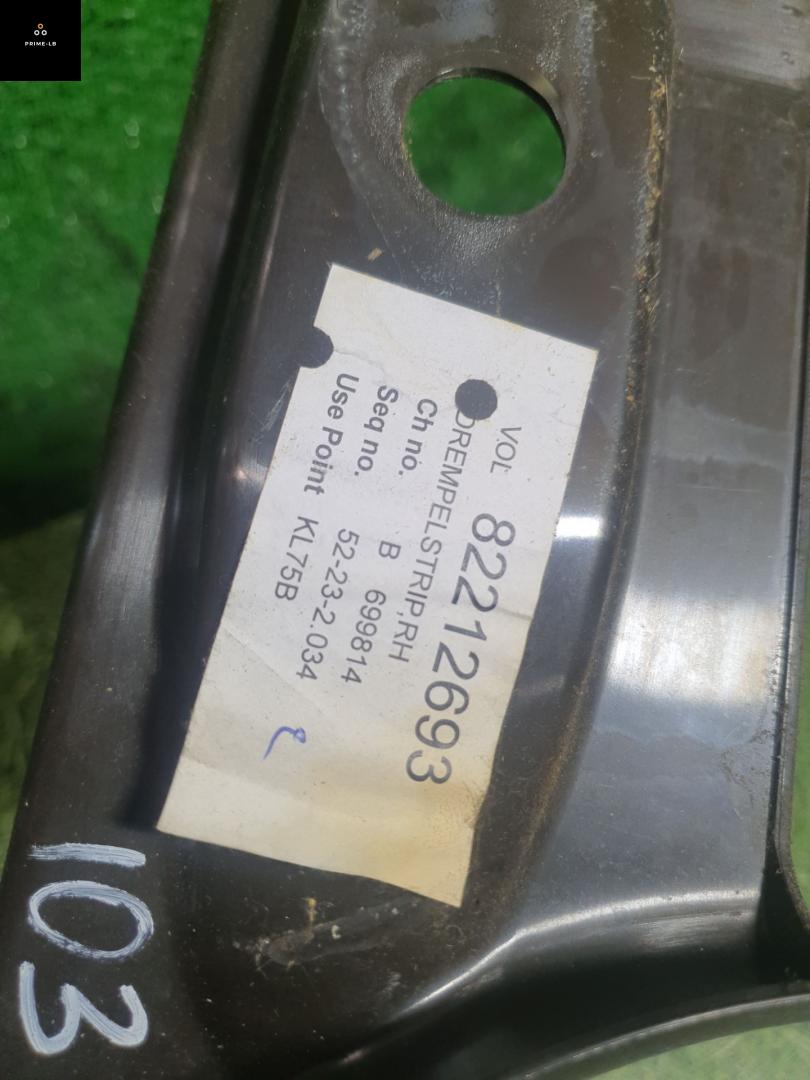 PRIME-LB
VOL 82212693
DREMPELSTRIP,RH
Ch no. B 699814
Seq no. 52-23-2.034
Use Point KL75B
103